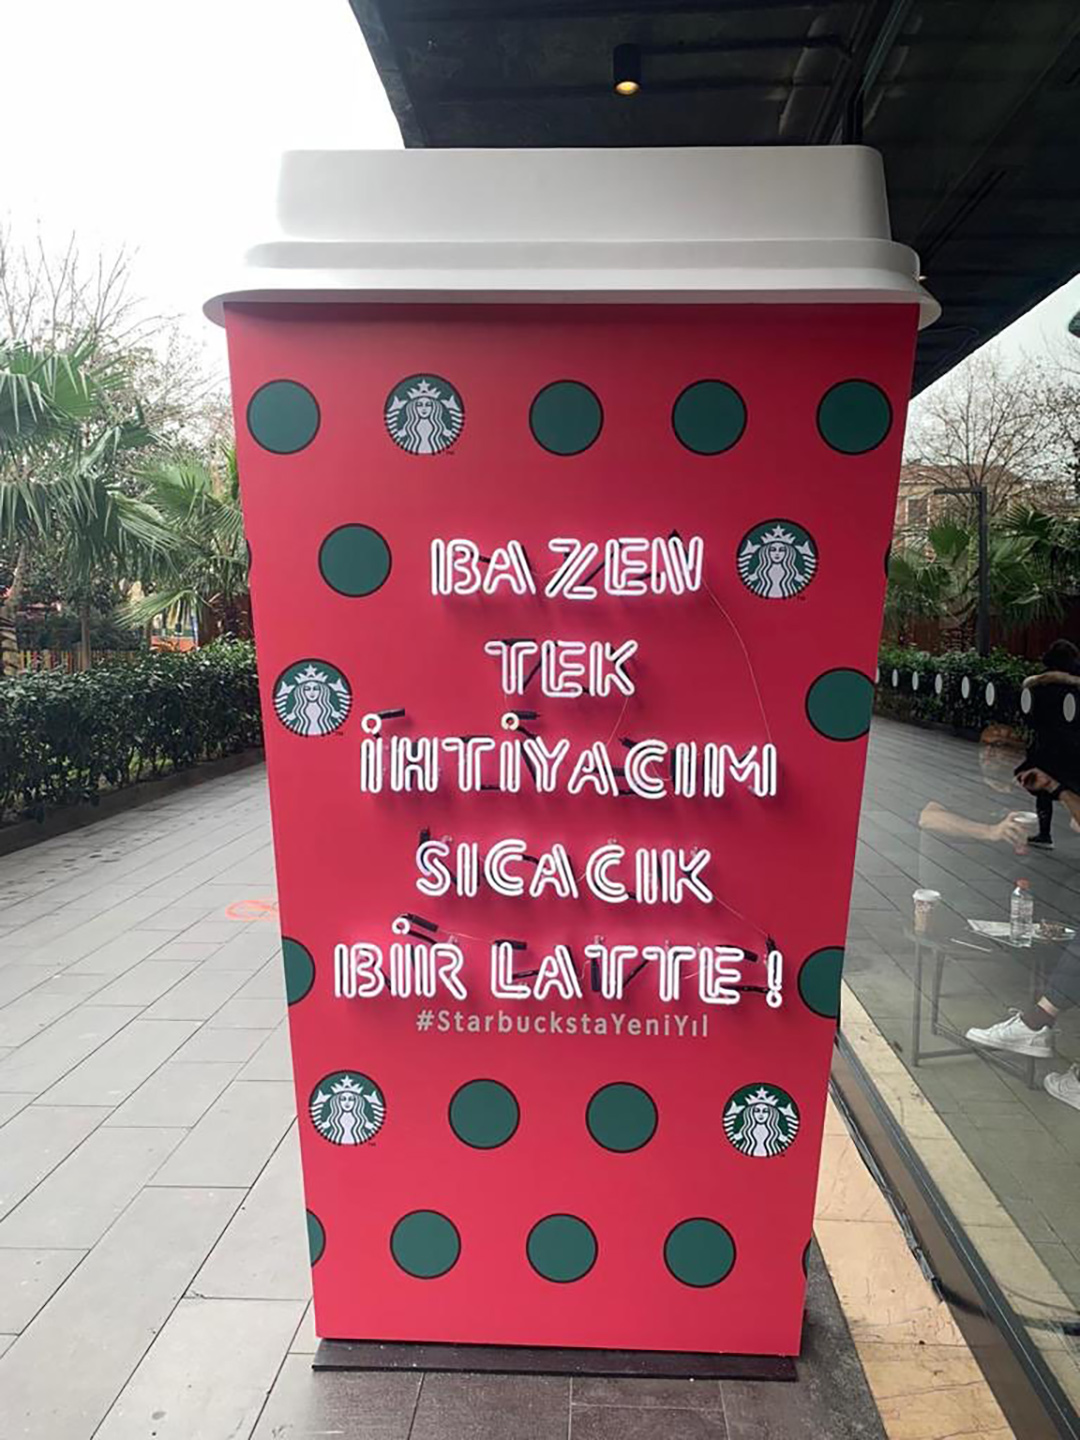 BAZEN
TEK
İHTİYACIM
SICACIK
BİR LATTE!
#StarbuckstaYeniYıl